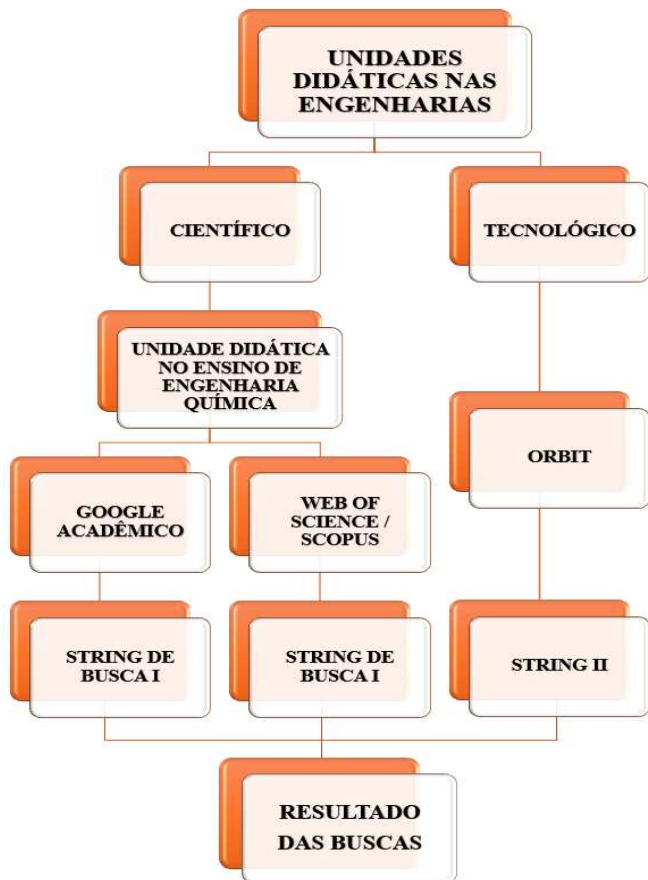 UNIDADES
DIDÁTICAS NAS
ENGENHARIAS
CIENTÍFICO
TECNOLÓGICO
UNIDADE DIDÁTICA
NO ENSINO DE
ENGENHARIA
QUÍMICA
ORBIT
GOOGLE
ACADÊMICO
WEB OF
SCIENCE /
SCOPUS
STRING DE
BUSCA I
STRING DE
BUSCA I
STRING II
RESULTADO
DAS BUSCAS